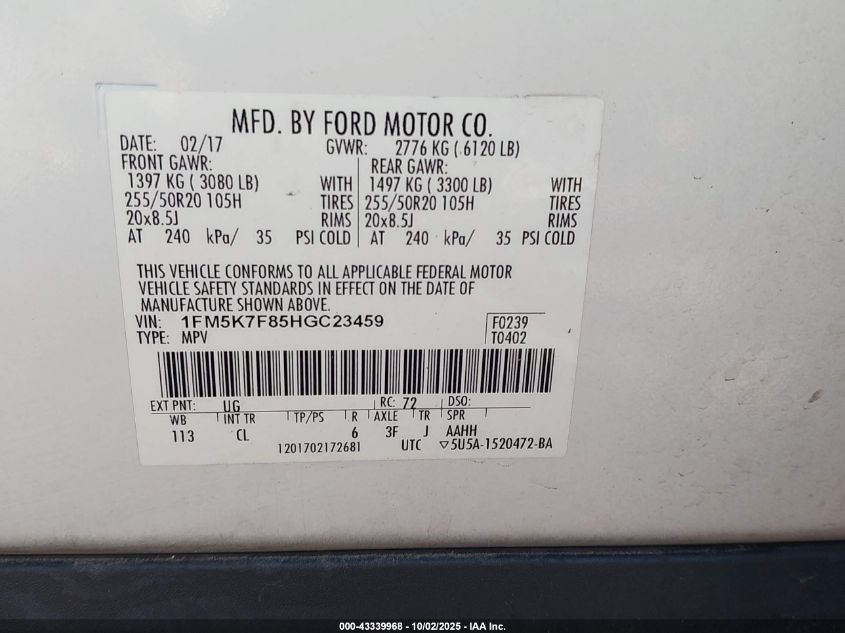 MFD. BY FORD MOTOR CO.
DATE: 02/17 GVWR: 2776 KG ( 6120 LB)
FRONT GAWR: REAR GAWR:
1397 KG ( 3080 LB) WITH 1497 KG ( 3300 LB) WITH
255/50R20 105H TIRES 255/50R20 105H TIRES
20x8.5J RIMS 20x8.5J RIMS
AT 240 kPa/ 35 PSI COLD AT 240 kPa/ 35 PSI COLD
THIS VEHICLE CONFORMS TO ALL APPLICABLE FEDERAL MOTOR
VEHICLE SAFETY STANDARDS IN EFFECT ON THE DATE OF
MANUFACTURE SHOWN ABOVE.
VIN: 1FM5K7F85HGC23459 F0239
TYPE: MPV T0402
EXT PNT: UG RC: 72 DSO:
WB INT TR TP/PS R AXLE TR SPR
113 CL 6 3F J AAHH
1201702172681 UTC ▽5U5A-1520472-BA
000-43339968 - 10/02/2025 - IAA Inc.